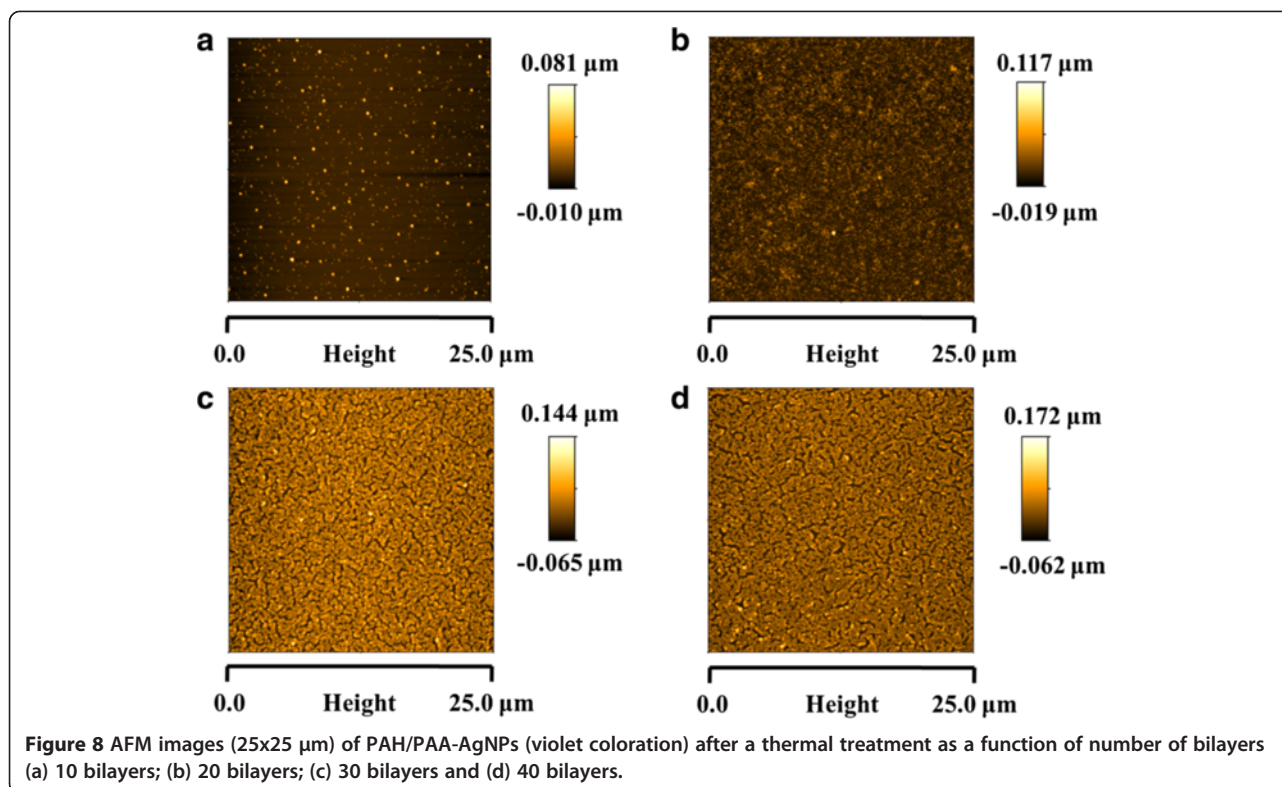 a
0.081 µm
-0.010 µm
0.0 Height 25.0 µm
b
0.117 µm
-0.019 µm
0.0 Height 25.0 µm
c
0.144 µm
-0.065 µm
0.0 Height 25.0 µm
d
0.172 µm
-0.062 µm
0.0 Height 25.0 µm
Figure 8 AFM images (25x25 µm) of PAH/PAA-AgNPs (violet coloration) after a thermal treatment as a function of number of bilayers
(a) 10 bilayers; (b) 20 bilayers; (c) 30 bilayers and (d) 40 bilayers.